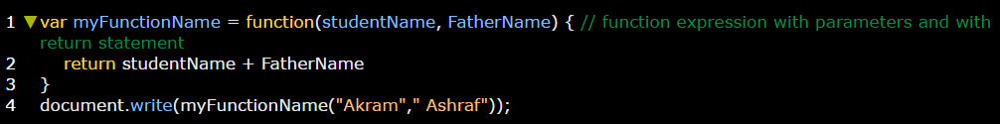 1 ▼var myFunctionName = function(studentName, FatherName) { // function expression with parameters and with
return statement
2 return studentName + FatherName
3 }
4 document.write(myFunctionName("Akram"," Ashraf"));